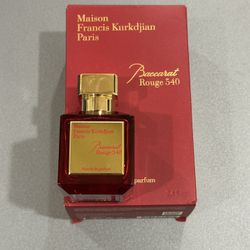 Maison
Francis Kurkdjian
Paris
Baccarat
Rouge 540
Maison
Francis Kurkdjian
Paris
Baccarat
Rouge 540
parfum